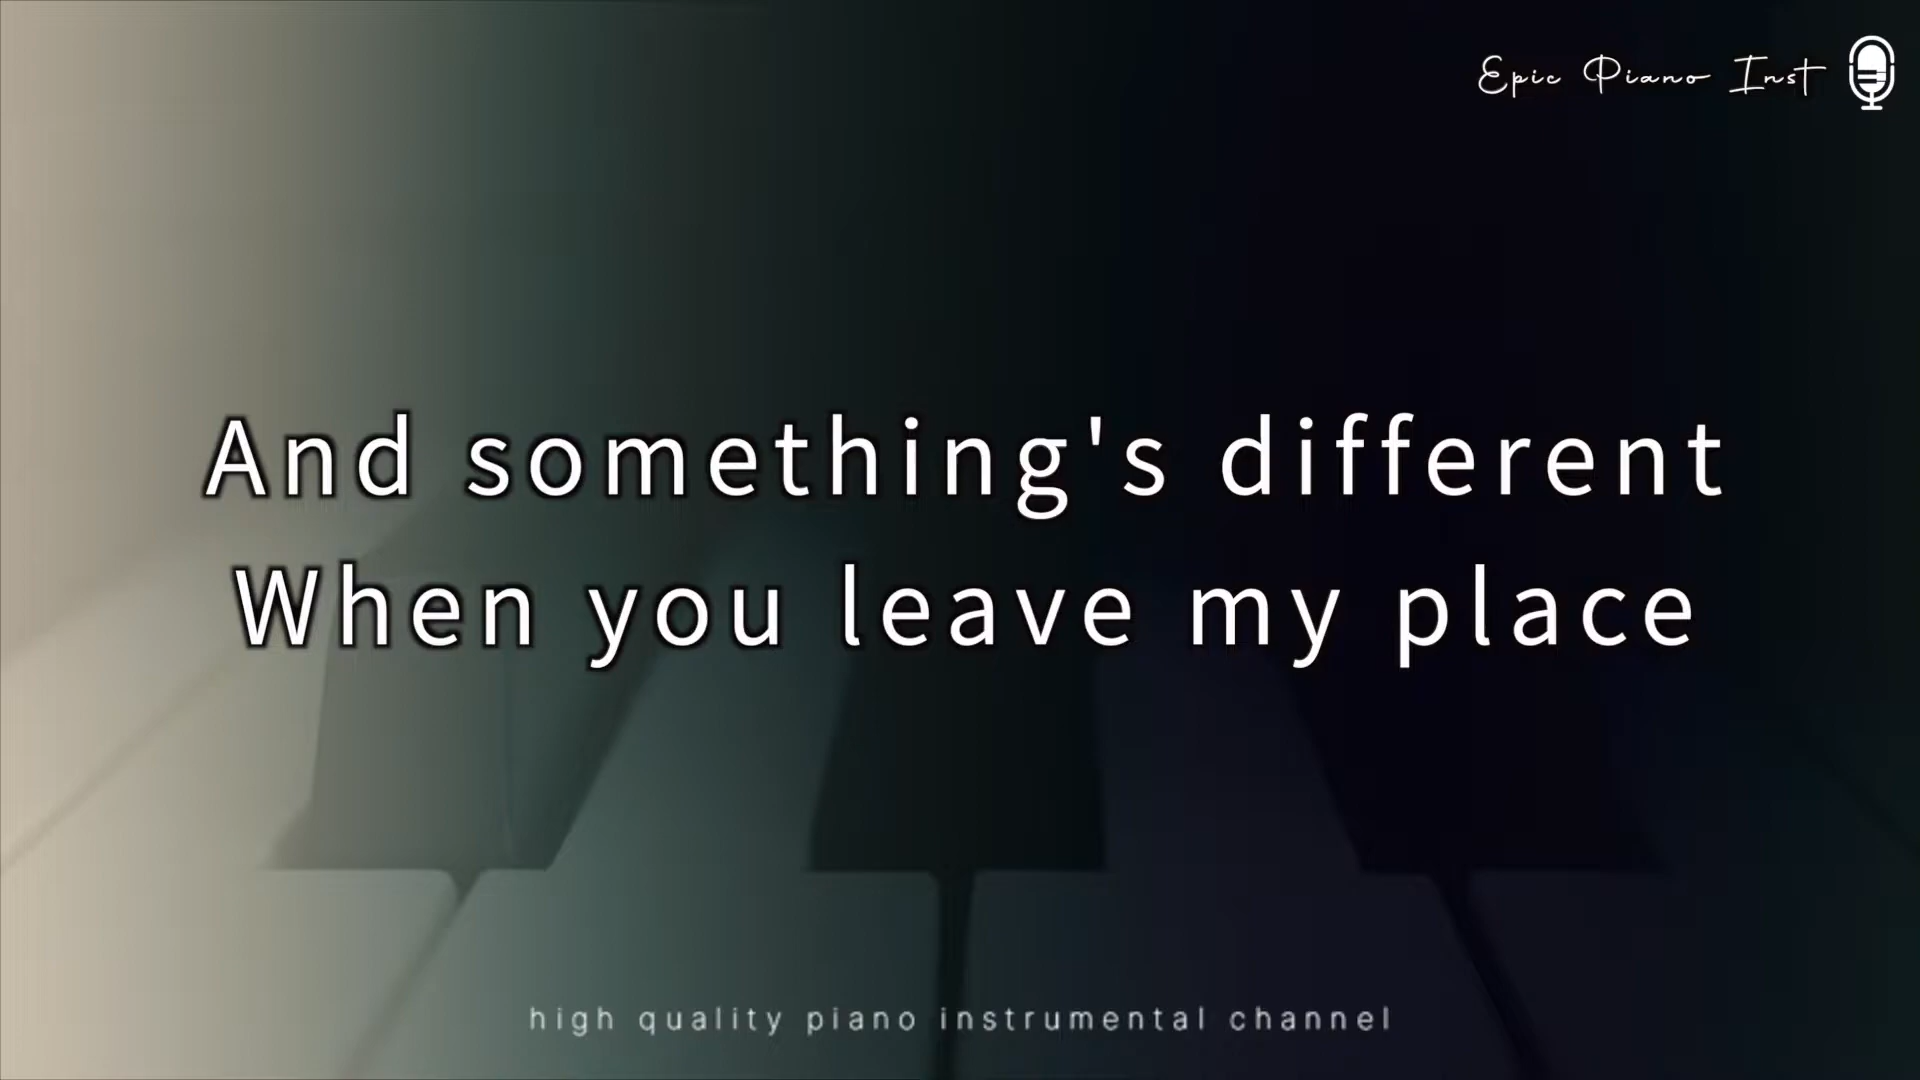 Epic Piano Inst
And something's different
When you leave my place
high quality piano instrumental channel